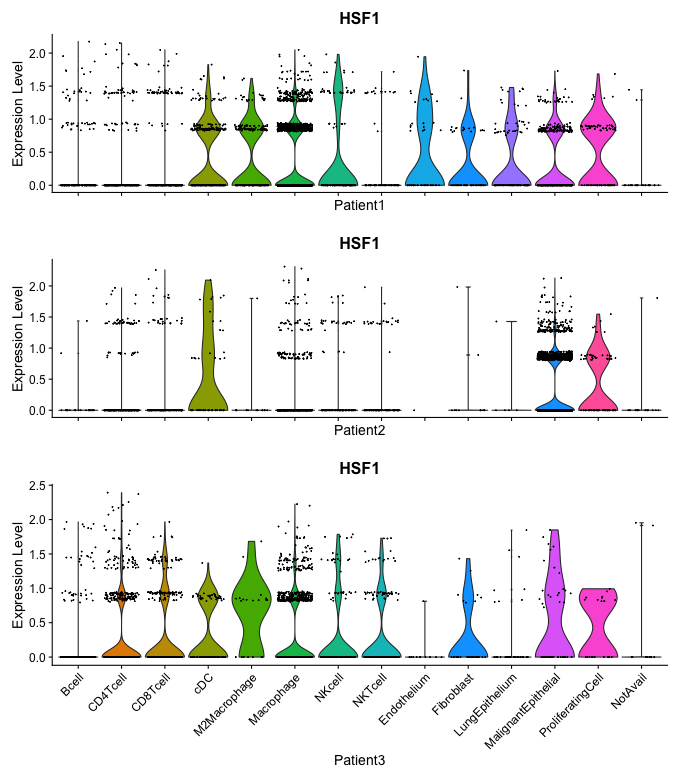 HSF1
Expression Level
2.0
1.5
1.0
0.5
0.0
Patient1
HSF1
Expression Level
2.0
1.5
1.0
0.5
0.0
Patient2
HSF1
Expression Level
2.5
2.0
1.5
1.0
0.5
0.0
Bcell
CD4Tcell
CD8Tcell
cDC
M2Macrophage
Macrophage
NKcell
NKTcell
Endothelium
Fibroblast
LungEpithelium
MalignantEpithelial
ProliferatingCell
NotAvail
Patient3